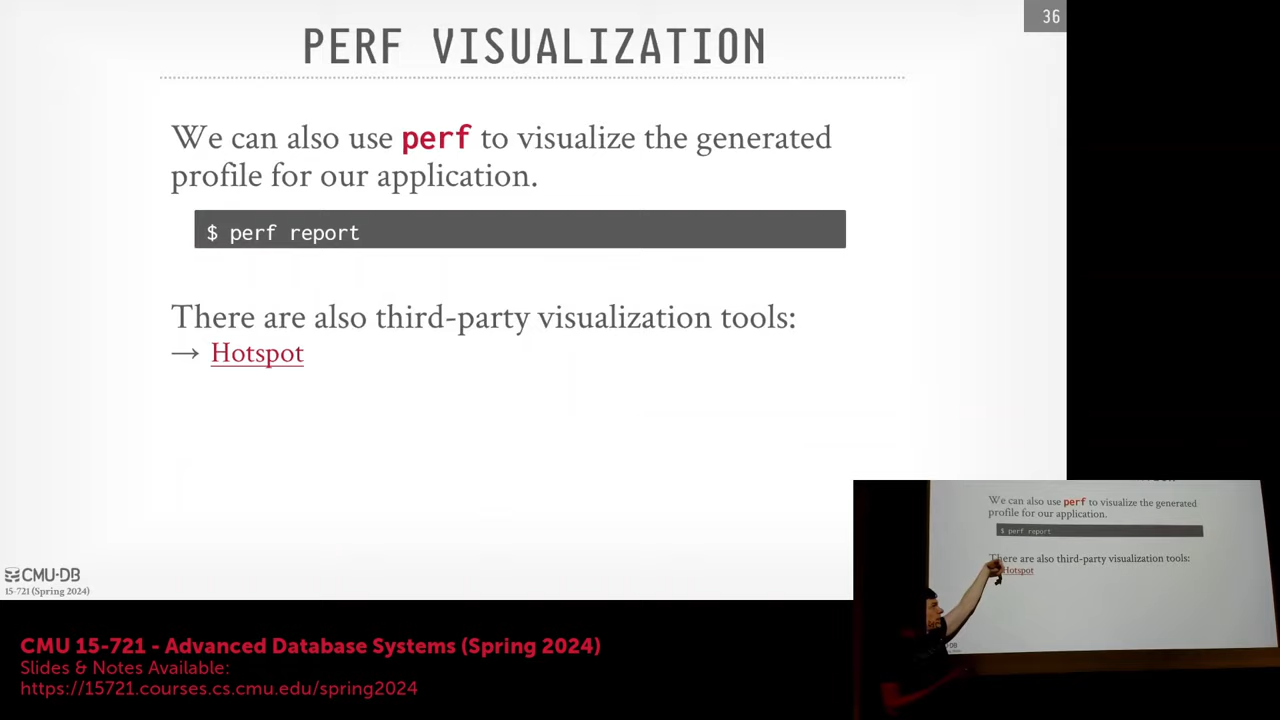 36
PERF VISUALIZATION
We can also use perf to visualize the generated
profile for our application.
$ perf report
There are also third-party visualization tools:
→ Hotspot
CMU·DB
15-721 (Spring 2024)
We can also use perf to visualize the generated
profile for our application.
$ perf report
There are also third-party visualization tools:
Hotspot
CMU 15-721 - Advanced Database Systems (Spring 2024)
Slides & Notes Available:
https://15721.courses.cs.cmu.edu/spring2024